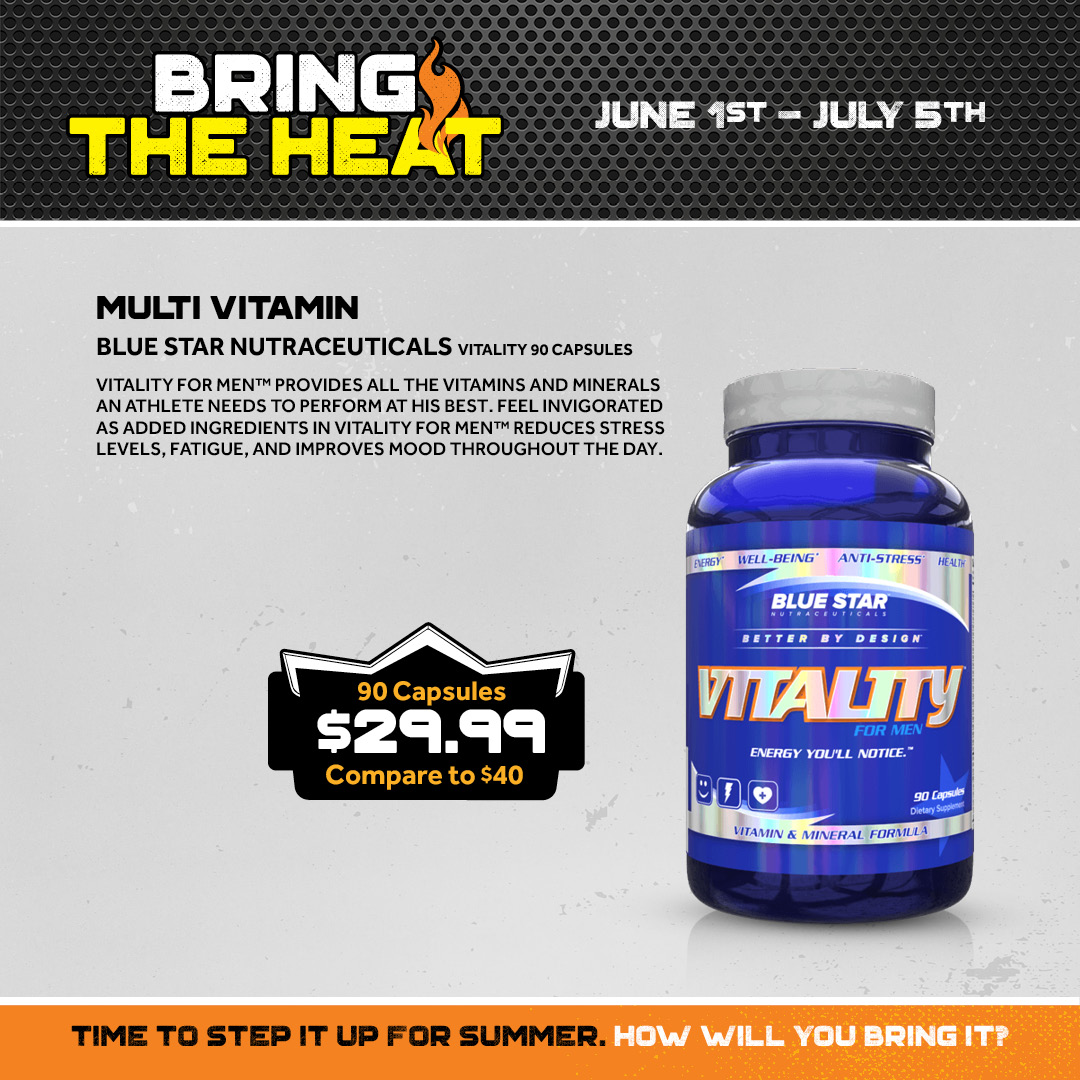 BRING
THE HEAT
JUNE 1ST – JULY 5TH
MULTI VITAMIN
BLUE STAR NUTRACEUTICALS VITALITY 90 CAPSULES
VITALITY FOR MEN™ PROVIDES ALL THE VITAMINS AND MINERALS
AN ATHLETE NEEDS TO PERFORM AT HIS BEST. FEEL INVIGORATED
AS ADDED INGREDIENTS IN VITALITY FOR MEN™ REDUCES STRESS
LEVELS, FATIGUE, AND IMPROVES MOOD THROUGHOUT THE DAY.
90 Capsules
$29.99
Compare to $40
ENERGY* WELL-BEING* ANTI-STRESS* HEALTH
BLUE STAR
NUTRACEUTICALS
BETTER BY DESIGN
VITALITY
FOR MEN
ENERGY YOU'LL NOTICE.™
90 Capsules
Dietary Supplement
VITAMIN & MINERAL FORMULA
TIME TO STEP IT UP FOR SUMMER. HOW WILL YOU BRING IT?